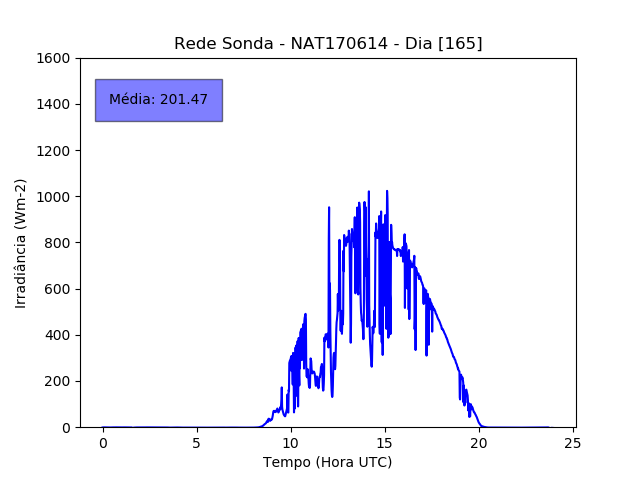 Rede Sonda - NAT170614 - Dia [165]
1600
1400
1200
1000
800
600
400
200
0
Média: 201.47
Irradiância (Wm-2)
0 5 10 15 20 25
Tempo (Hora UTC)